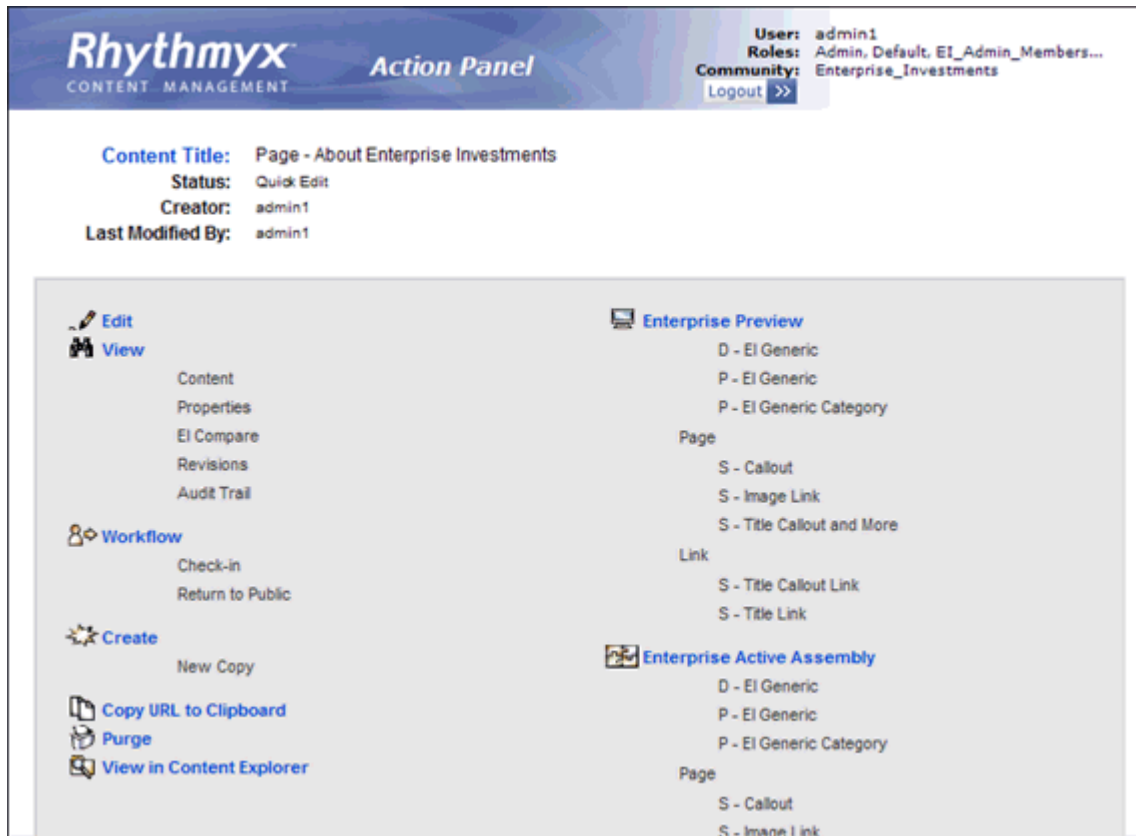 Rhythmyx
CONTENT MANAGEMENT
Action Panel
User: admin1
Roles: Admin, Default, EI_Admin_Members...
Community: Enterprise_Investments
Logout >>
Content Title: Page - About Enterprise Investments
Status: Quick Edit
Creator: admin1
Last Modified By: admin1
Edit
View
Content
Properties
EI Compare
Revisions
Audit Trail
Workflow
Check-in
Return to Public
Create
New Copy
Copy URL to Clipboard
Purge
View in Content Explorer
Enterprise Preview
D - EI Generic
P - EI Generic
P - EI Generic Category
Page
S - Callout
S - Image Link
S - Title Callout and More
Link
S - Title Callout Link
S - Title Link
Enterprise Active Assembly
D - EI Generic
P - EI Generic
P - EI Generic Category
Page
S - Callout
S - Image Link